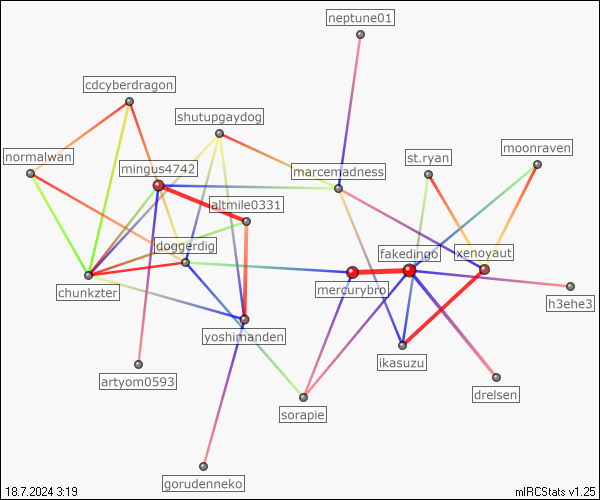 neptune01
cdcyberdragon
shutupgaydog
normalwan
mingus4742
marcemadness
st.ryan
moonraven
altmile0331
doggerdig
fakedingo
xenoyaut
chunkzter
mercurybro
h3ehe3
yoshimanden
ikasuzu
artyom0593
drelsen
sorapie
gorudenneko
18.7.2024 3:19
mIRCStats v1.25